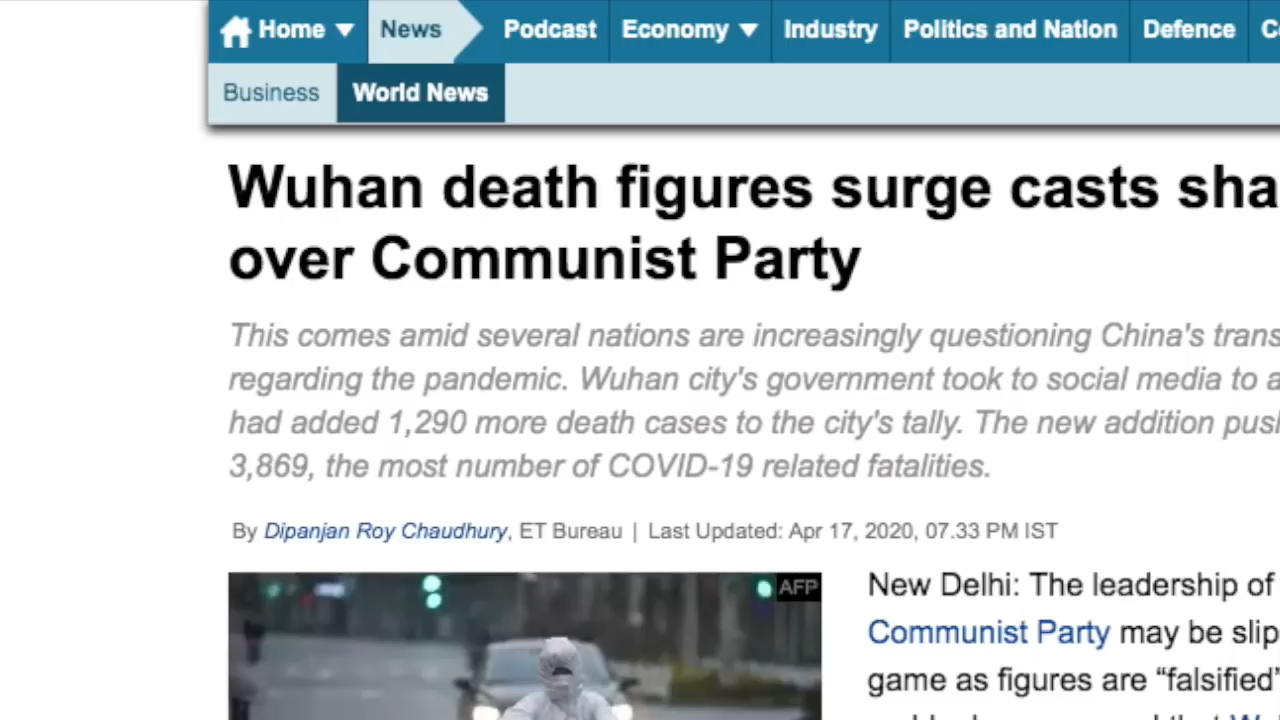 Home News Podcast Economy Industry Politics and Nation Defence
Business World News
Wuhan death figures surge casts
over Communist Party
This comes amid several nations are increasingly questioning China's
regarding the pandemic. Wuhan city's government took to social media to
had added 1,290 more death cases to the city's tally. The new addition
3,869, the most number of COVID-19 related fatalities.
By Dipanjan Roy Chaudhury, ET Bureau | Last Updated: Apr 17, 2020, 07.33 PM IST
AFP
New Delhi: The leadership of
Communist Party may be
game as figures are “falsified”